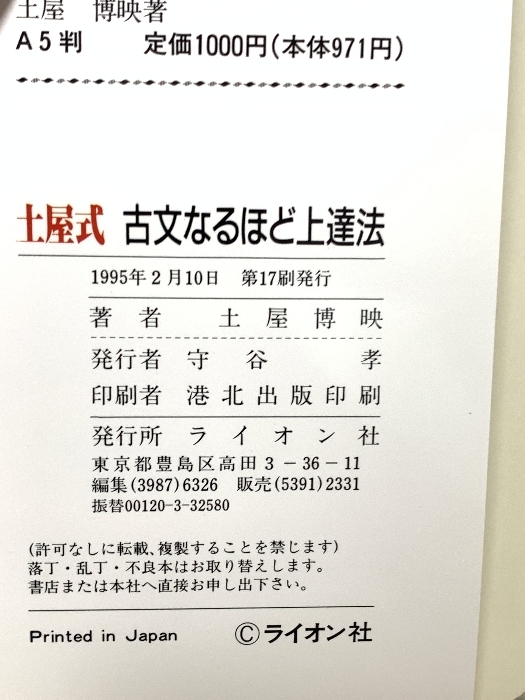 土屋 博映著
A5判 定価1000円(本体971円)
土屋式 古文なるほど上達法
1995年2月10日 第17刷発行
著者 土屋博映
発行者 守谷孝
印刷者 港北出版印刷
発行所 ライオン社
東京都豊島区高田3-36-11
編集(3987)6326 販売(5391)2331
振替00120-3-32580
(許可なしに転載、複製することを禁じます)
落丁・乱丁・不良本はお取り替えします。
書店または本社へ直接お申し出下さい。
Printed in Japan ©ライオン社